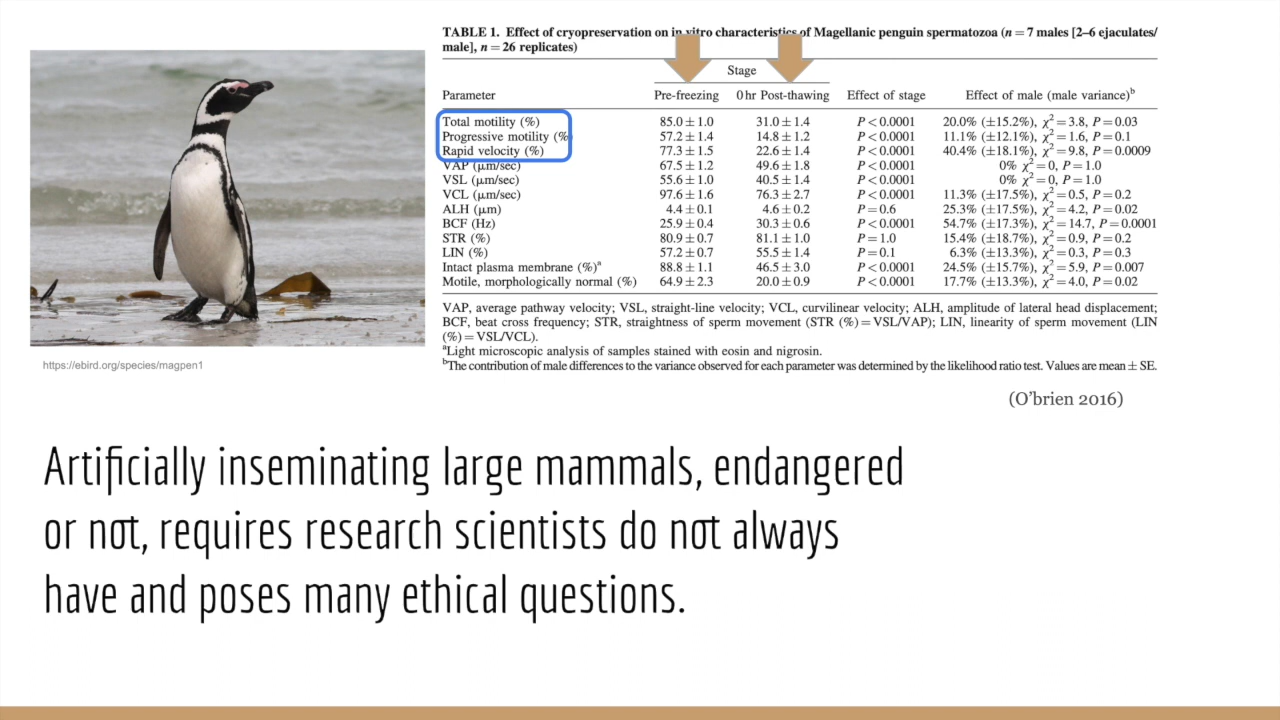 TABLE 1. Effect of cryopreservation on in vitro characteristics of Magellanic penguin spermatozoa (n = 7 males [2–6 ejaculates/
male], n = 26 replicates)
Stage
Parameter Pre-freezing 0 hr Post-thawing Effect of stage Effect of male (male variance)ᵇ
Total motility (%) 85.0 ± 1.0 31.0 ± 1.4 P < 0.0001 20.0% (±15.2%), χ² = 3.8, P = 0.03
Progressive motility (% 57.2 ± 1.4 14.8 ± 1.2 P < 0.0001 11.1% (±12.1%), χ² = 1.6, P = 0.1
Rapid velocity (%) 77.3 ± 1.5 22.6 ± 1.4 P < 0.0001 40.4% (±18.1%), χ² = 9.8, P = 0.0009
VAP (μm/sec) 67.5 ± 1.2 49.6 ± 1.8 P < 0.0001 0% χ² = 0, P = 1.0
VSL (μm/sec) 55.6 ± 1.0 40.5 ± 1.4 P < 0.0001 0% χ² = 0, P = 1.0
VCL (μm/sec) 97.6 ± 1.6 76.3 ± 2.7 P < 0.0001 11.3% (±17.5%), χ² = 0.5, P = 0.2
ALH (μm) 4.4 ± 0.1 4.6 ± 0.2 P = 0.6 25.3% (±17.5%), χ² = 4.2, P = 0.02
BCF (Hz) 25.9 ± 0.4 30.3 ± 0.6 P < 0.0001 54.7% (±17.3%), χ² = 14.7, P = 0.0001
STR (%) 80.9 ± 0.7 81.1 ± 1.0 P = 1.0 15.4% (±18.7%), χ² = 0.9, P = 0.2
LIN (%) 57.2 ± 0.7 55.5 ± 1.4 P = 0.1 6.3% (±13.3%), χ² = 0.3, P = 0.3
Intact plasma membrane (%)ᵃ 88.8 ± 1.1 46.5 ± 3.0 P < 0.0001 24.5% (±15.7%), χ² = 5.9, P = 0.007
Motile, morphologically normal (%) 64.9 ± 2.3 20.0 ± 0.9 P < 0.0001 17.7% (±13.3%), χ² = 4.0, P = 0.02
VAP, average pathway velocity; VSL, straight-line velocity; VCL, curvilinear velocity; ALH, amplitude of lateral head displacement;
BCF, beat cross frequency; STR, straightness of sperm movement (STR (%) = VSL/VAP); LIN, linearity of sperm movement (LIN
(%) = VSL/VCL).
ᵃLight microscopic analysis of samples stained with eosin and nigrosin.
ᵇThe contribution of male differences to the variance observed for each parameter was determined by the likelihood ratio test. Values are mean ± SE.
https://ebird.org/species/magpen1
(O’brien 2016)
Artificially inseminating large mammals, endangered
or not, requires research scientists do not always
have and poses many ethical questions.